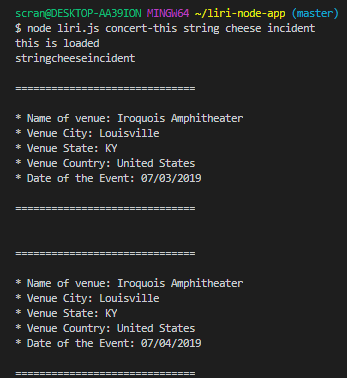 scran@DESKTOP-AA39ION MINGW64 ~/liri-node-app (master)
$ node liri.js concert-this string cheese incident
this is loaded
stringcheeseincident
==============================
* Name of venue: Iroquois Amphitheater
* Venue City: Louisville
* Venue State: KY
* Venue Country: United States
* Date of the Event: 07/03/2019
==============================
==============================
* Name of venue: Iroquois Amphitheater
* Venue City: Louisville
* Venue State: KY
* Venue Country: United States
* Date of the Event: 07/04/2019
==============================